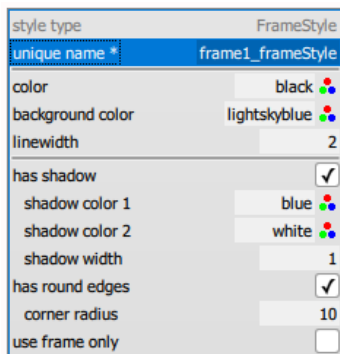 style type FrameStyle
unique name * frame1_frameStyle
color black
background color lightskyblue
linewidth 2
has shadow
shadow color 1 blue
shadow color 2 white
shadow width 1
has round edges
corner radius 10
use frame only